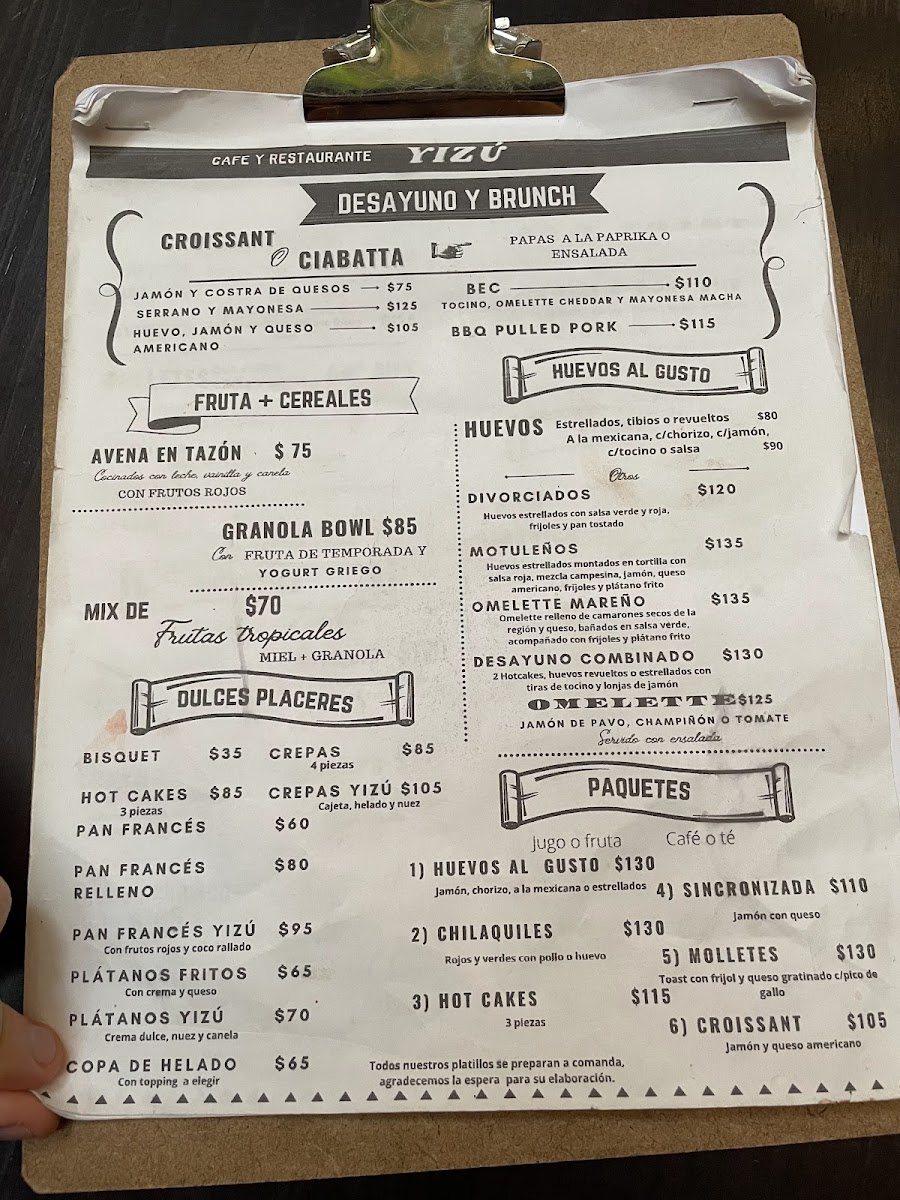 CAFE Y RESTAURANTE YIZÚ
DESAYUNO Y BRUNCH
CROISSANT
O CIABATTA
PAPAS A LA PAPRIKA O
ENSALADA
JAMÓN Y COSTRA DE QUESOS $75
SERRANO Y MAYONESA $125
HUEVO, JAMÓN Y QUESO $105
AMERICANO
BEC $110
TOCINO, OMELETTE CHEDDAR Y MAYONESA MACHA
BBQ PULLED PORK $115
FRUTA + CEREALES
AVENA EN TAZÓN $ 75
Cocinados con leche, vainilla y canela
CON FRUTOS ROJOS
GRANOLA BOWL $85
Con FRUTA DE TEMPORADA Y
YOGURT GRIEGO
MIX DE $70
Frutas tropicales
MIEL + GRANOLA
DULCES PLACERES
BISQUET $35
CREPAS $85
4 piezas
HOT CAKES $85
3 piezas
CREPAS YIZÚ $105
Cajeta, helado y nuez
PAN FRANCÉS $60
PAN FRANCÉS $80
RELLENO
PAN FRANCÉS YIZÚ $95
Con frutos rojos y coco rallado
PLÁTANOS FRITOS $65
Con crema y queso
PLÁTANOS YIZÚ $70
Crema dulce, nuez y canela
COPA DE HELADO $65
Con topping a elegir
HUEVOS AL GUSTO
HUEVOS Estrellados, tibios o revueltos $80
A la mexicana, c/chorizo, c/jamón,
c/tocino o salsa $90
Otros
DIVORCIADOS $120
Huevos estrellados con salsa verde y roja,
frijoles y pan tostado
MOTULEÑOS $135
Huevos estrellados montados en tortilla con
salsa roja, mezcla campesina, jamón, queso
americano, frijoles y plátano frito
OMELETTE MAREÑO $135
Omelette relleno de camarones secos de la
región y queso, bañados en salsa verde,
acompañado con frijoles y plátano frito
DESAYUNO COMBINADO $130
2 Hotcakes, huevos revueltos o estrellados con
tiras de tocino y lonjas de jamón
OMELETTE $125
JAMÓN DE PAVO, CHAMPIÑÓN O TOMATE
Servido con ensalada
PAQUETES
Jugo o fruta Café o té
1) HUEVOS AL GUSTO $130
Jamón, chorizo, a la mexicana o estrellados
2) CHILAQUILES $130
Rojos y verdes con pollo o huevo
3) HOT CAKES $115
3 piezas
4) SINCRONIZADA $110
Jamón con queso
5) MOLLETES $130
Toast con frijol y queso gratinado c/pico de
gallo
6) CROISSANT $105
Jamón y queso americano
Todos nuestros platillos se preparan a comanda,
agradecemos la espera para su elaboración.